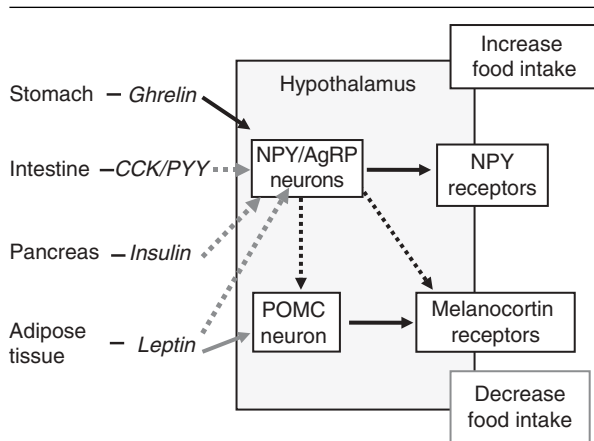 Increase
food intake
Hypothalamus
Stomach – Ghrelin
NPY/AgRP
neurons
NPY
receptors
Intestine – CCK/PYY
Pancreas – Insulin
POMC
neuron
Melanocortin
receptors
Adipose
tissue – Leptin
Decrease
food intake